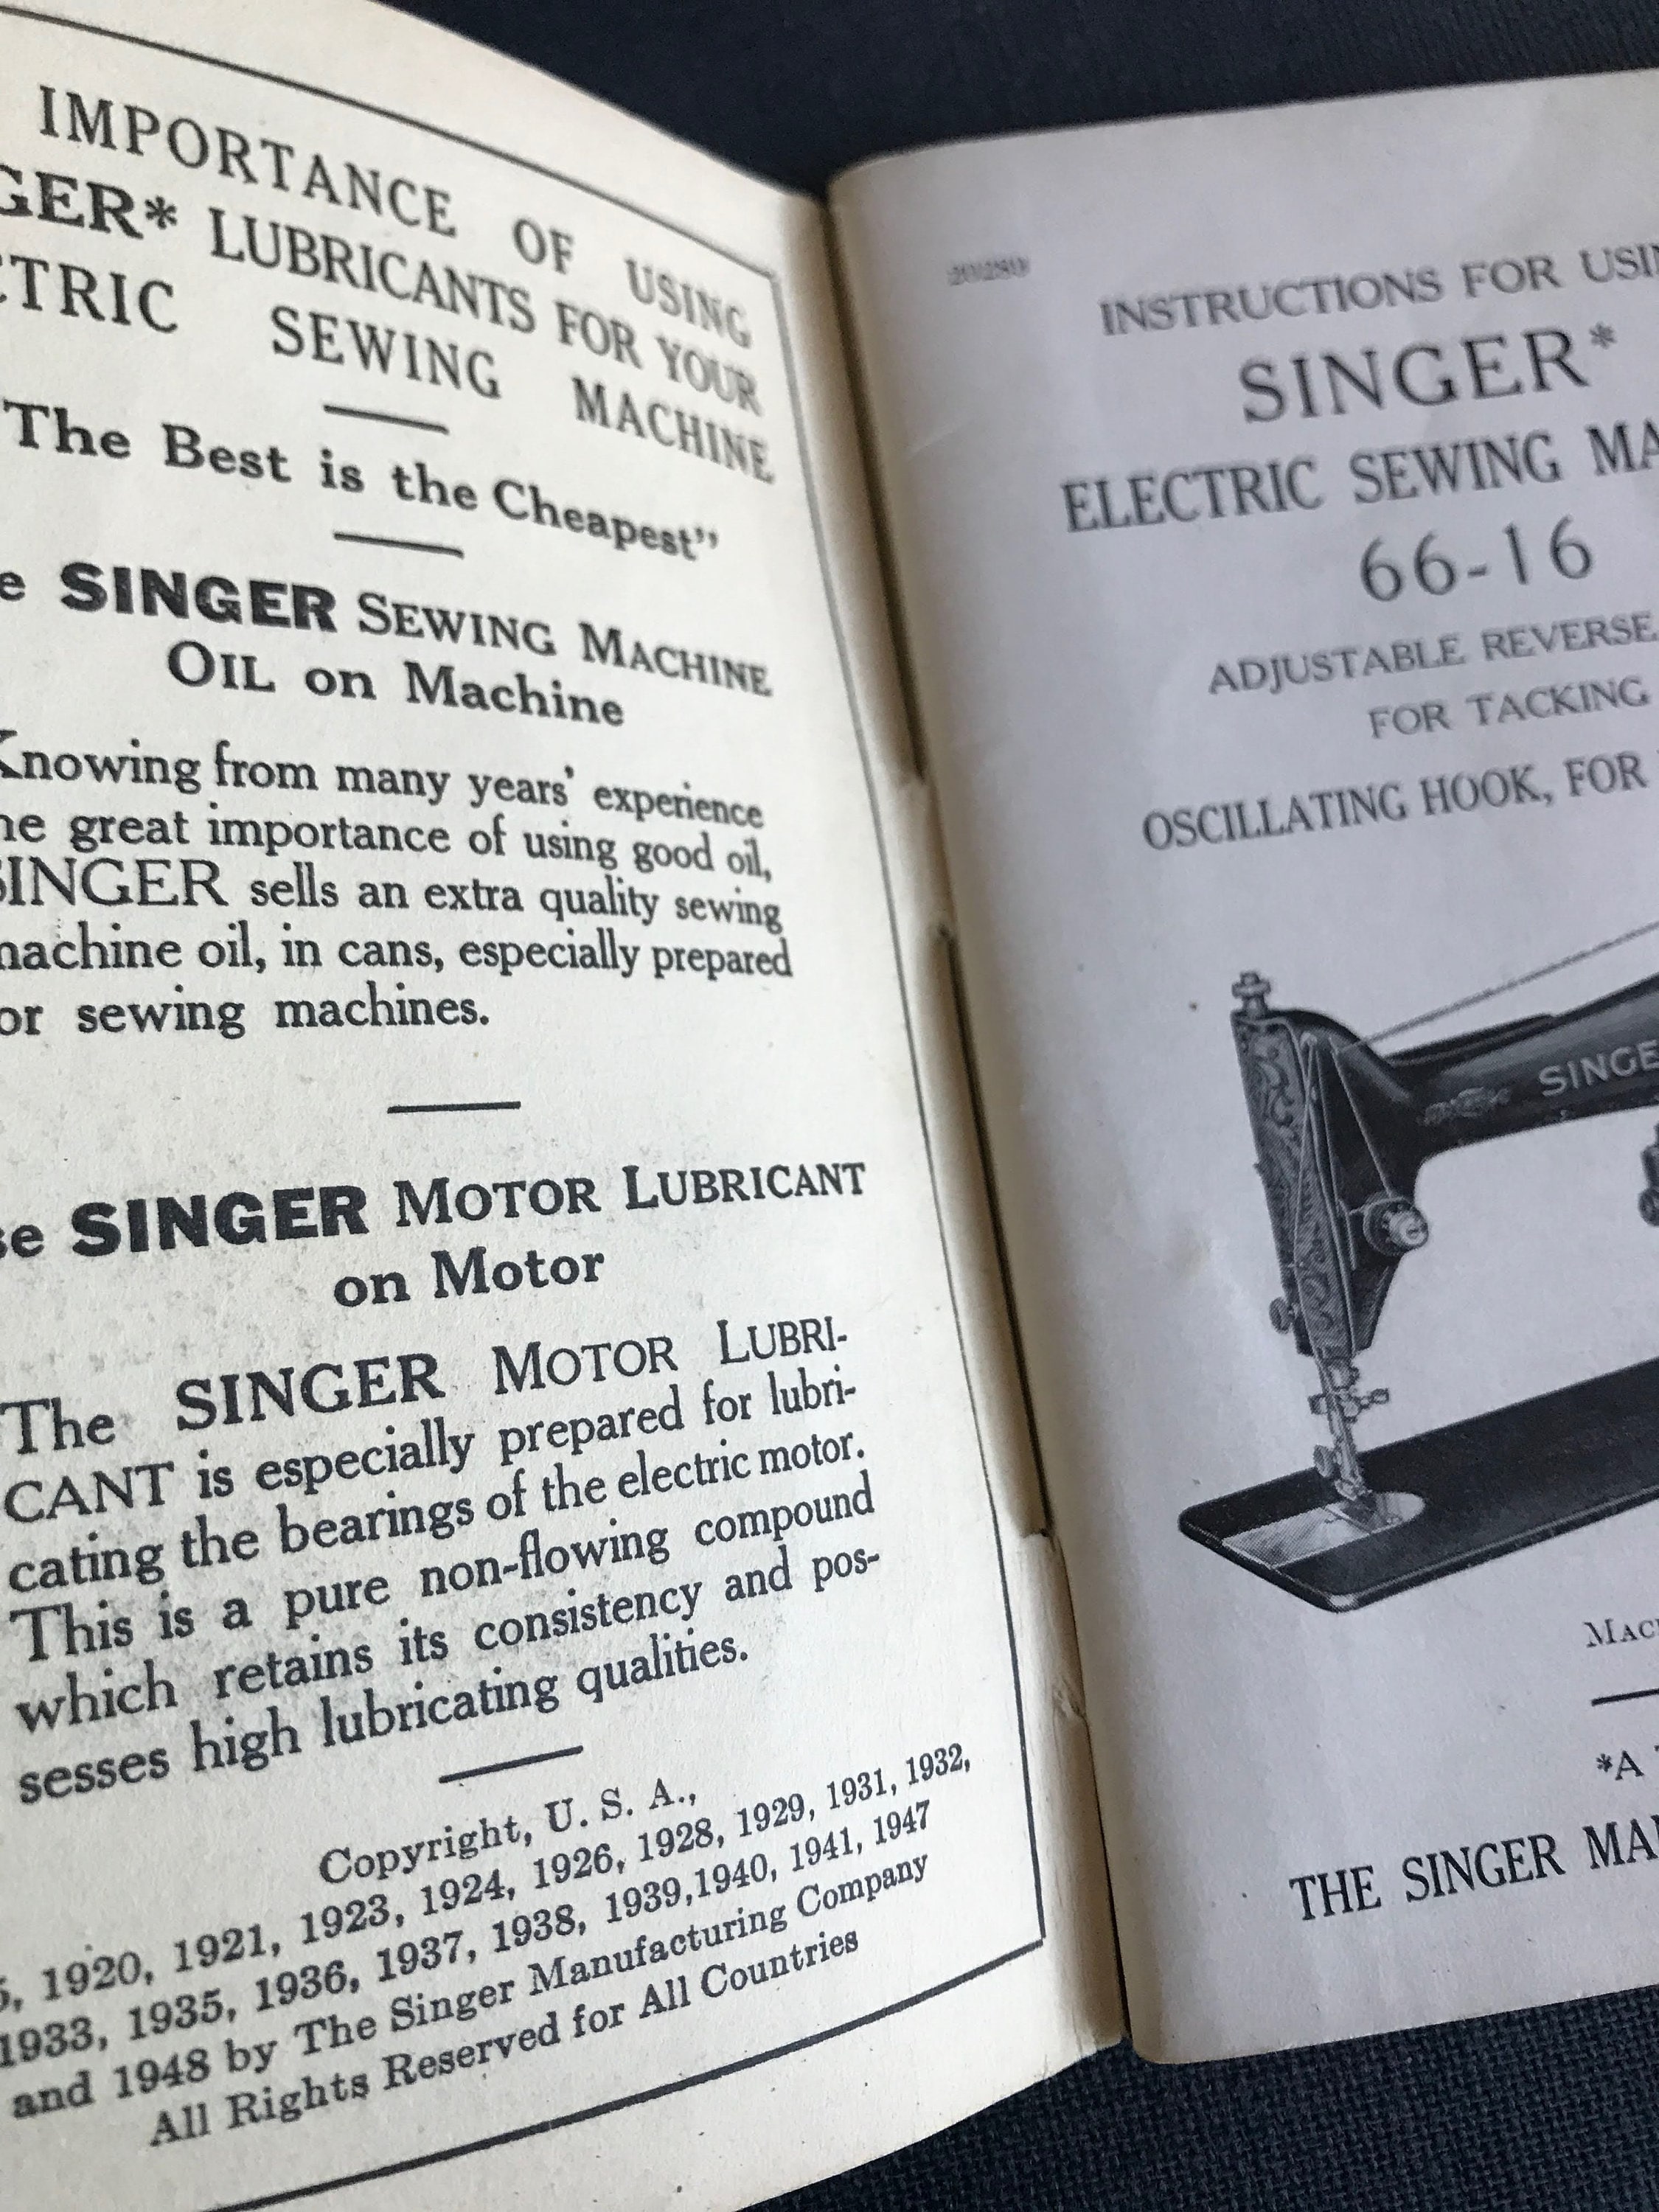 IMPORTANCE OF USING
GER* LUBRICANTS FOR YOUR
CTRIC SEWING MACHINE
The Best is the Cheapest"
e SINGER SEWING MACHINE
OIL on Machine
Knowing from many years' experience
he great importance of using good oil,
SINGER sells an extra quality sewing
machine oil, in cans, especially prepared
or sewing machines.
se SINGER MOTOR LUBRICANT
on Motor
The SINGER MOTOR LUBRI-
CANT is especially prepared for lubri-
cating the bearings of the electric motor.
This is a pure non-flowing compound
which retains its consistency and pos-
sesses high lubricating qualities.
Copyright, U. S. A.,
5, 1920, 1921, 1923, 1924, 1926, 1928, 1929, 1931, 1932,
1933, 1935, 1936, 1937, 1938, 1939, 1940, 1941, 1947
and 1948 by The Singer Manufacturing Company
All Rights Reserved for All Countries
INSTRUCTIONS FOR USIN
SINGER*
ELECTRIC SEWING MA
66-16
ADJUSTABLE REVERSE
FOR TACKING
OSCILLATING HOOK, FOR
SINGE
MAC
*A
THE SINGER MA